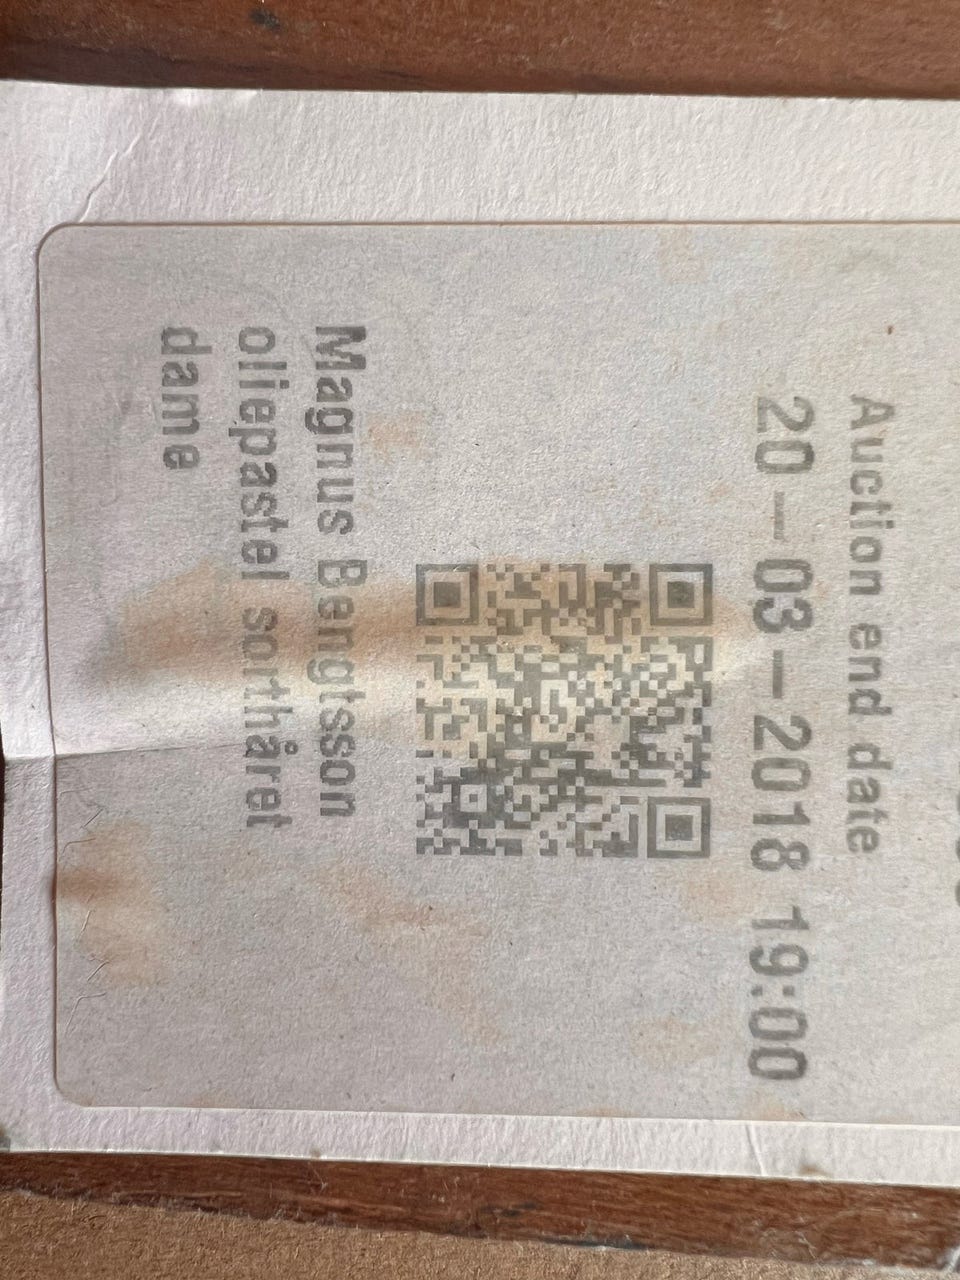 Auction end date
20-03-2018 19:00
Magnus Bengtsson
oliepastel sorthåret
dame